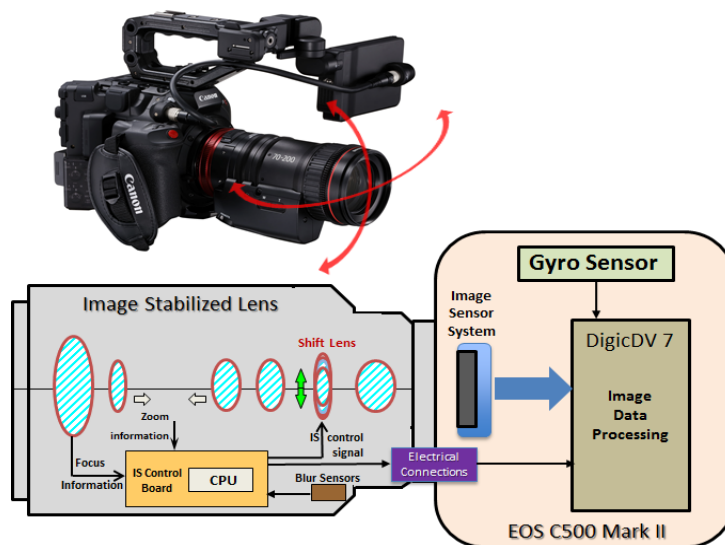 Canon
Canon
70-200
Gyro Sensor
Image Stabilized Lens
Image
Sensor
System
Shift Lens
DigicDV 7
Image
Data
Processing
Zoom
information
IS control
signal
Focus
Information
IS Control
Board
CPU
Blur Sensors
Electrical
Connections
EOS C500 Mark II